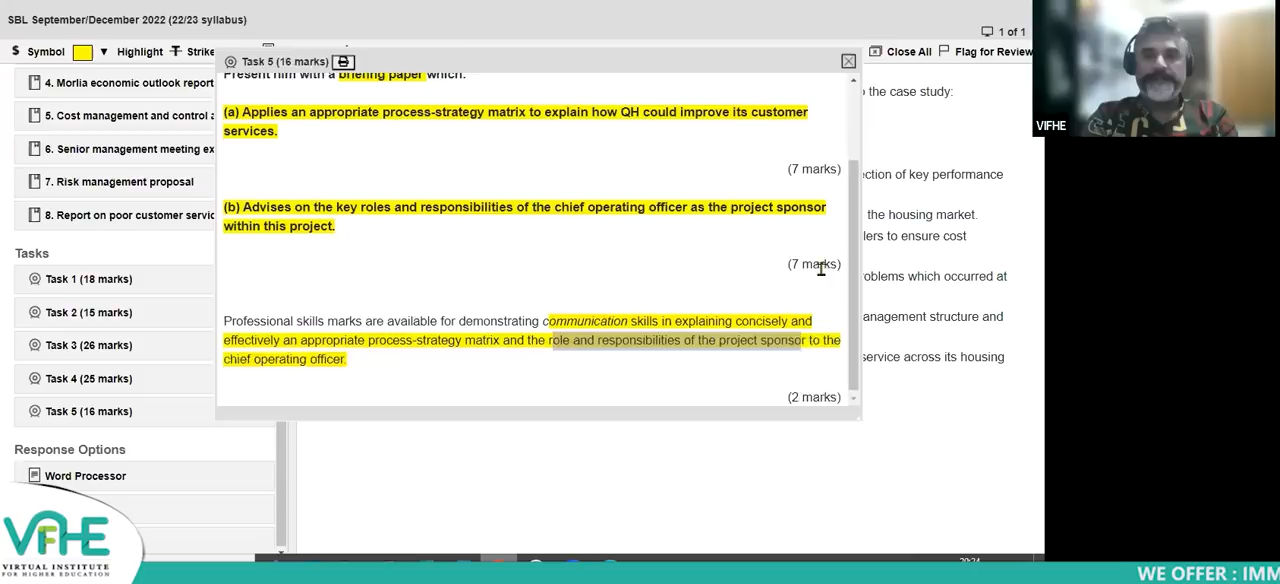 SBL September/December 2022 (22/23 syllabus)
1 of 1
$ Symbol Highlight Strike
Close All Flag for Review
Task 5 (16 marks)
Present him with a briefing paper which:
(a) Applies an appropriate process-strategy matrix to explain how QH could improve its customer
services.
(7 marks)
(b) Advises on the key roles and responsibilities of the chief operating officer as the project sponsor
within this project.
(7 marks)
Professional skills marks are available for demonstrating communication skills in explaining concisely and
effectively an appropriate process-strategy matrix and the role and responsibilities of the project sponsor to the
chief operating officer.
(2 marks)
4. Morlia economic outlook report
5. Cost management and control a
6. Senior management meeting ex
7. Risk management proposal
8. Report on poor customer servic
Tasks
Task 1 (18 marks)
Task 2 (15 marks)
Task 3 (26 marks)
Task 4 (25 marks)
Task 5 (16 marks)
Response Options
Word Processor
o the case study:
ection of key performance
the housing market.
lers to ensure cost
oblems which occurred at
anagement structure and
service across its housing
VIFHE
VIFHE
VIRTUAL INSTITUTE
FOR HIGHER EDUCATION
WE OFFER : IMM